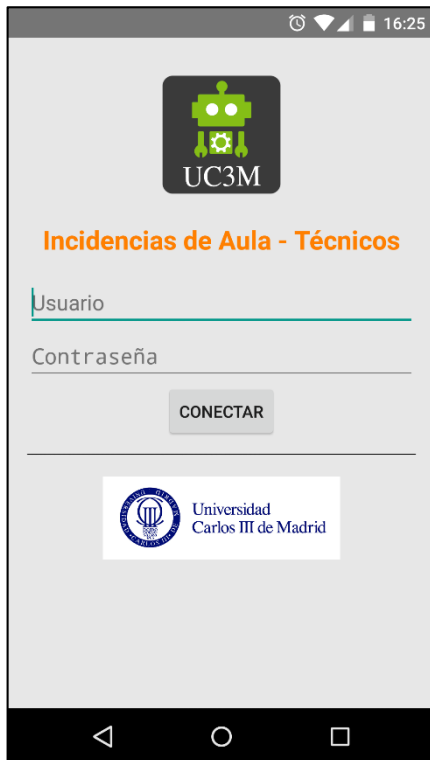 16:25
UC3M
Incidencias de Aula - Técnicos
Usuario
Contraseña
CONECTAR
Universidad
Carlos III de Madrid